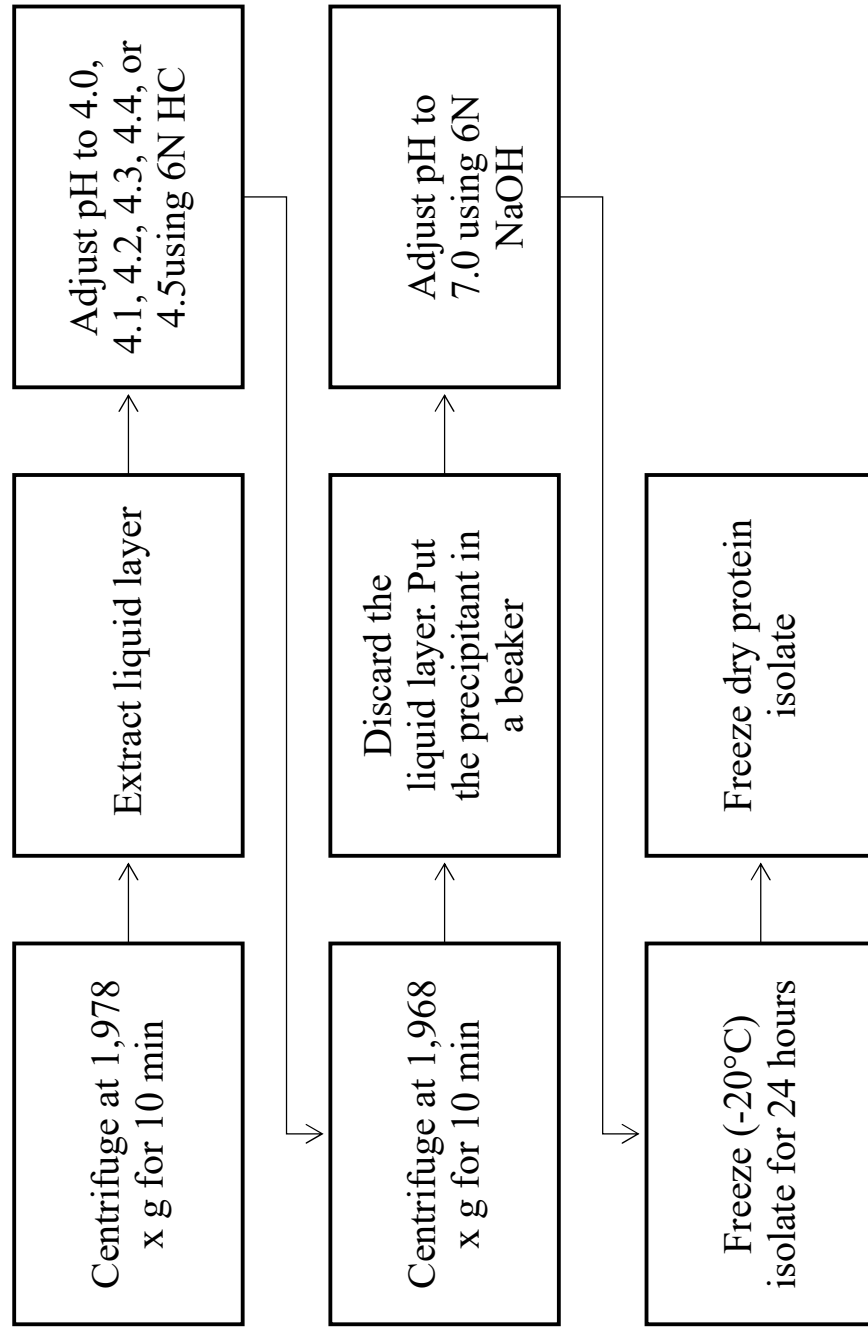 Centrifuge at 1,978
x g for 10 min
Extract liquid layer
Adjust pH to 4.0,
4.1, 4.2, 4.3, 4.4, or
4.5using 6N HC
Centrifuge at 1,968
x g for 10 min
Discard the
liquid layer. Put
the precipitant in
a beaker
Adjust pH to
7.0 using 6N
NaOH
Freeze (-20°C)
isolate for 24 hours
Freeze dry protein
isolate